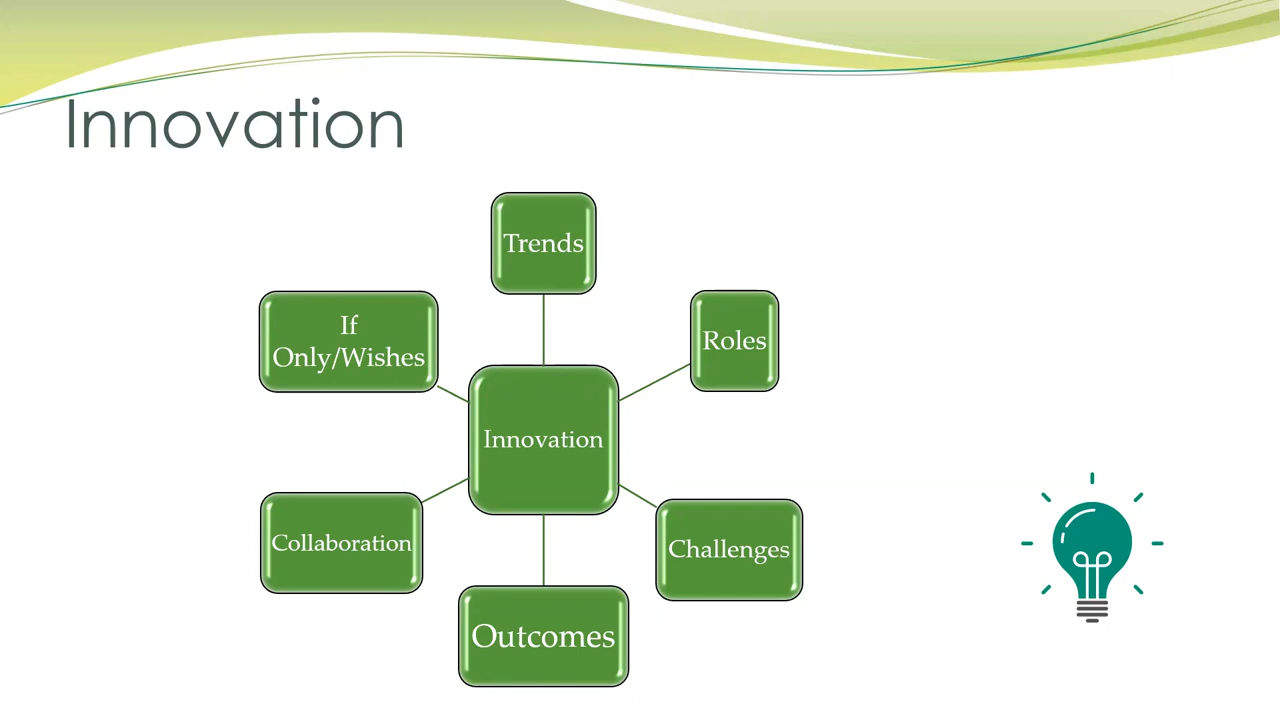 Innovation
Trends
If
Only/Wishes
Roles
Innovation
Collaboration
Challenges
Outcomes